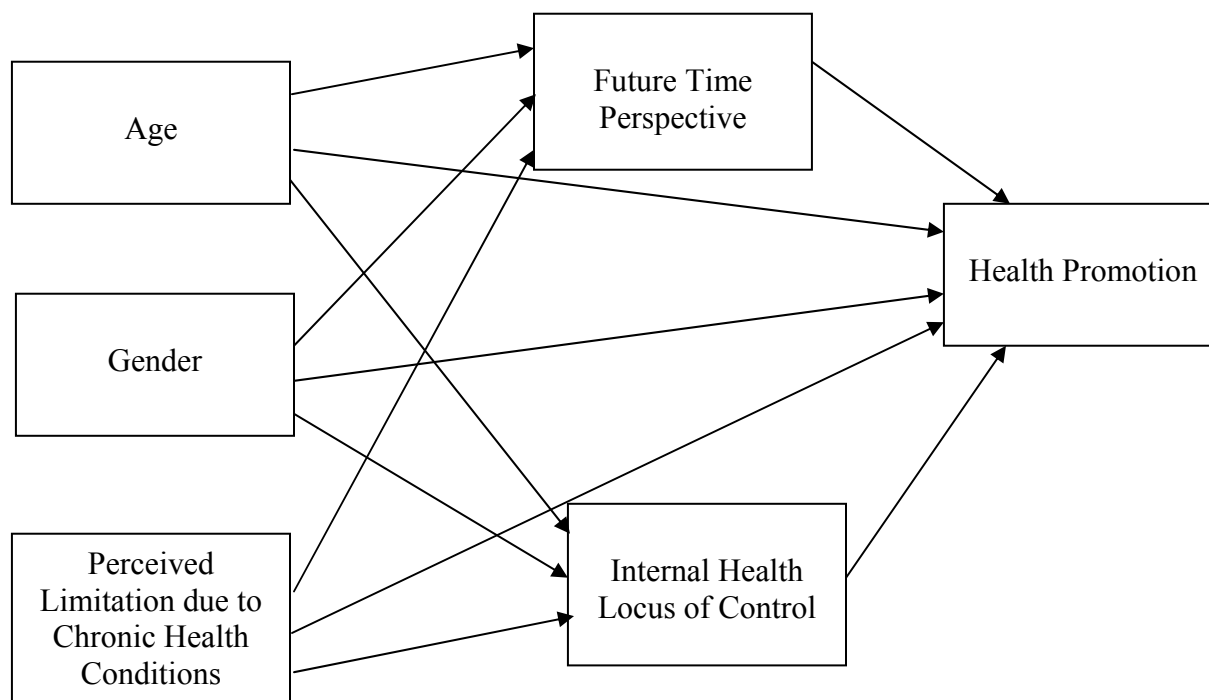 Age
Future Time
Perspective
Gender
Health Promotion
Perceived
Limitation due to
Chronic Health
Conditions
Internal Health
Locus of Control